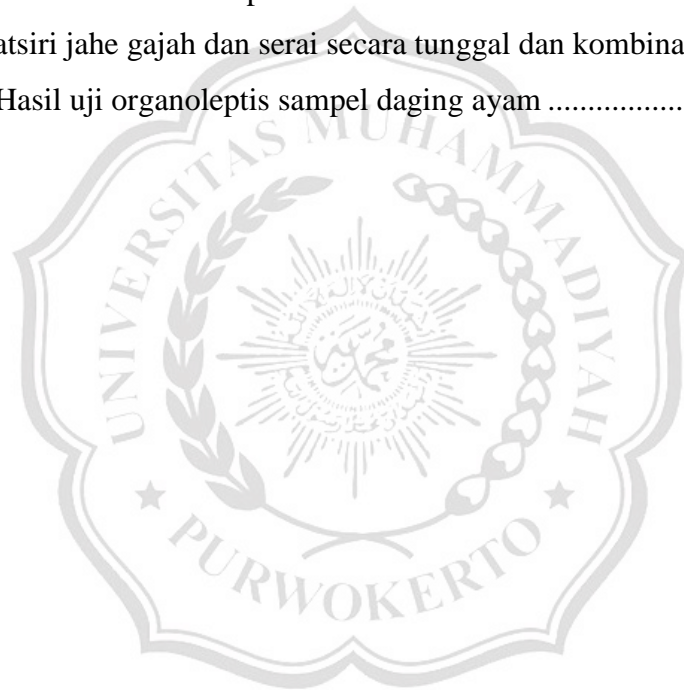 atsiri jahe gajah dan serai secara tunggal dan kombina
Hasil uji organoleptis sampel daging ayam .................
UNIVERSITAS MUHAMMADIYAH
PURWOKERTO